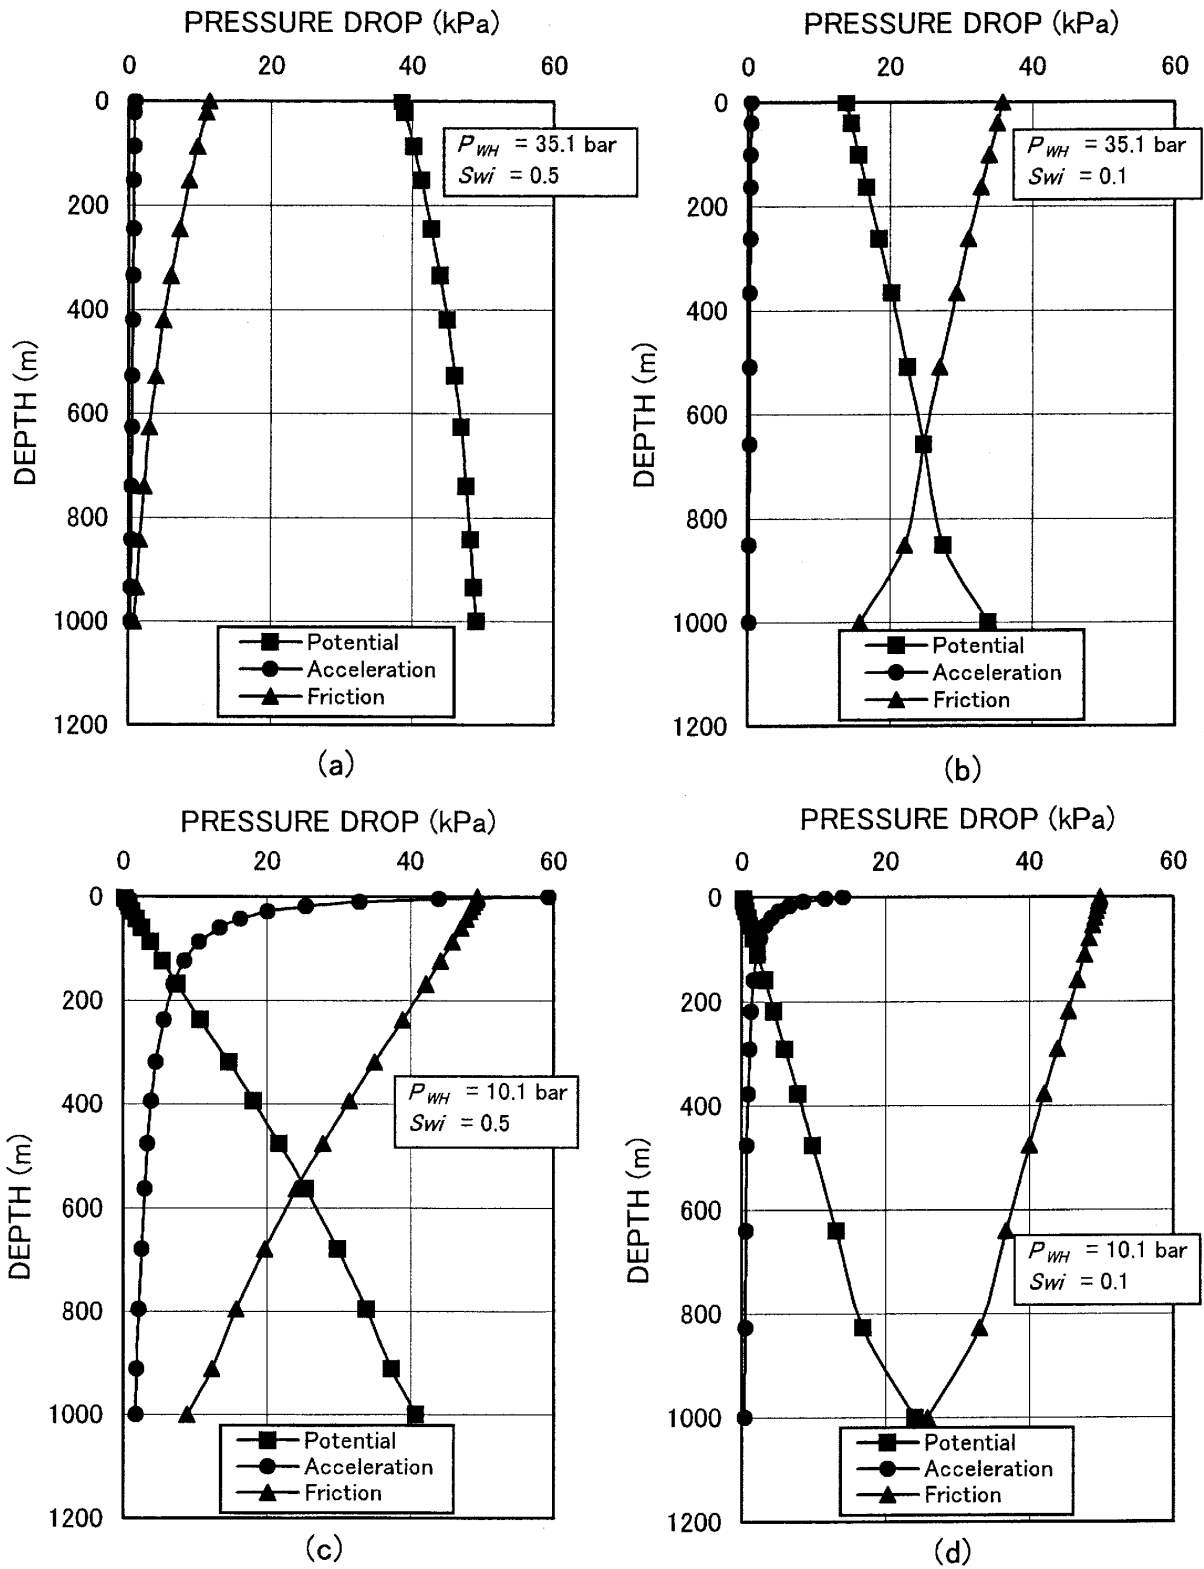 PRESSURE DROP (kPa)
0 20 40 60
0
200
400
600
800
1000
1200
DEPTH (m)
P WH = 35.1 bar
Swi = 0.5
Potential
Acceleration
Friction
(a)
PRESSURE DROP (kPa)
0 20 40 60
0
200
400
600
800
1000
1200
DEPTH (m)
P WH = 35.1 bar
Swi = 0.1
Potential
Acceleration
Friction
(b)
PRESSURE DROP (kPa)
0 20 40 60
0
200
400
600
800
1000
1200
DEPTH (m)
P WH = 10.1 bar
Swi = 0.5
Potential
Acceleration
Friction
(c)
PRESSURE DROP (kPa)
0 20 40 60
0
200
400
600
800
1000
1200
DEPTH (m)
P WH = 10.1 bar
Swi = 0.1
Potential
Acceleration
Friction
(d)